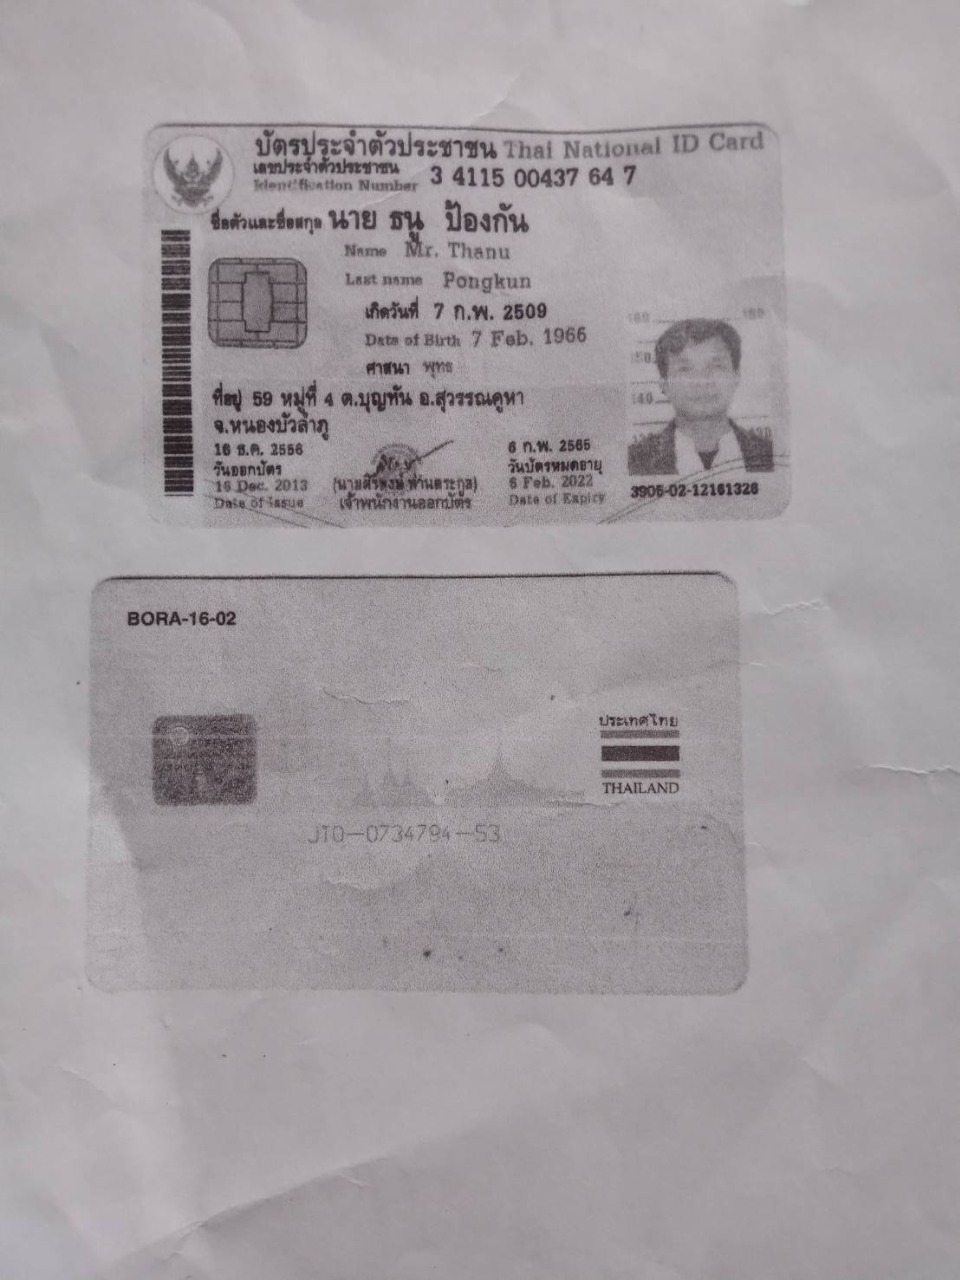 บัตรประจำตัวประชาชน Thai National ID Card
เลขประจำตัวประชาชน
Identification Number 3 4115 00437 64 7
ชื่อตัวและชื่อสกุล นาย ธนู ป้องกัน
Name Mr. Thanu
Last name Pongkun
เกิดวันที่ 7 ก.พ. 2509
Date of Birth 7 Feb. 1966
ศาสนา พุทธ
ที่อยู่ 59 หมู่ที่ 4 ต.บุญทัน อ.สุวรรณคูหา
จ.หนองบัวลำภู
16 ธ.ค. 2556
วันออกบัตร
16 Dec. 2013
Date of Issue
เจ้าพนักงานออกบัตร
6 ก.พ. 2565
วันบัตรหมดอายุ
6 Feb. 2022
Date of Expiry
160 160
150
140
3905-02-12161326
BORA-16-02
ประเทศไทย
THAILAND
JT0-0734794-53